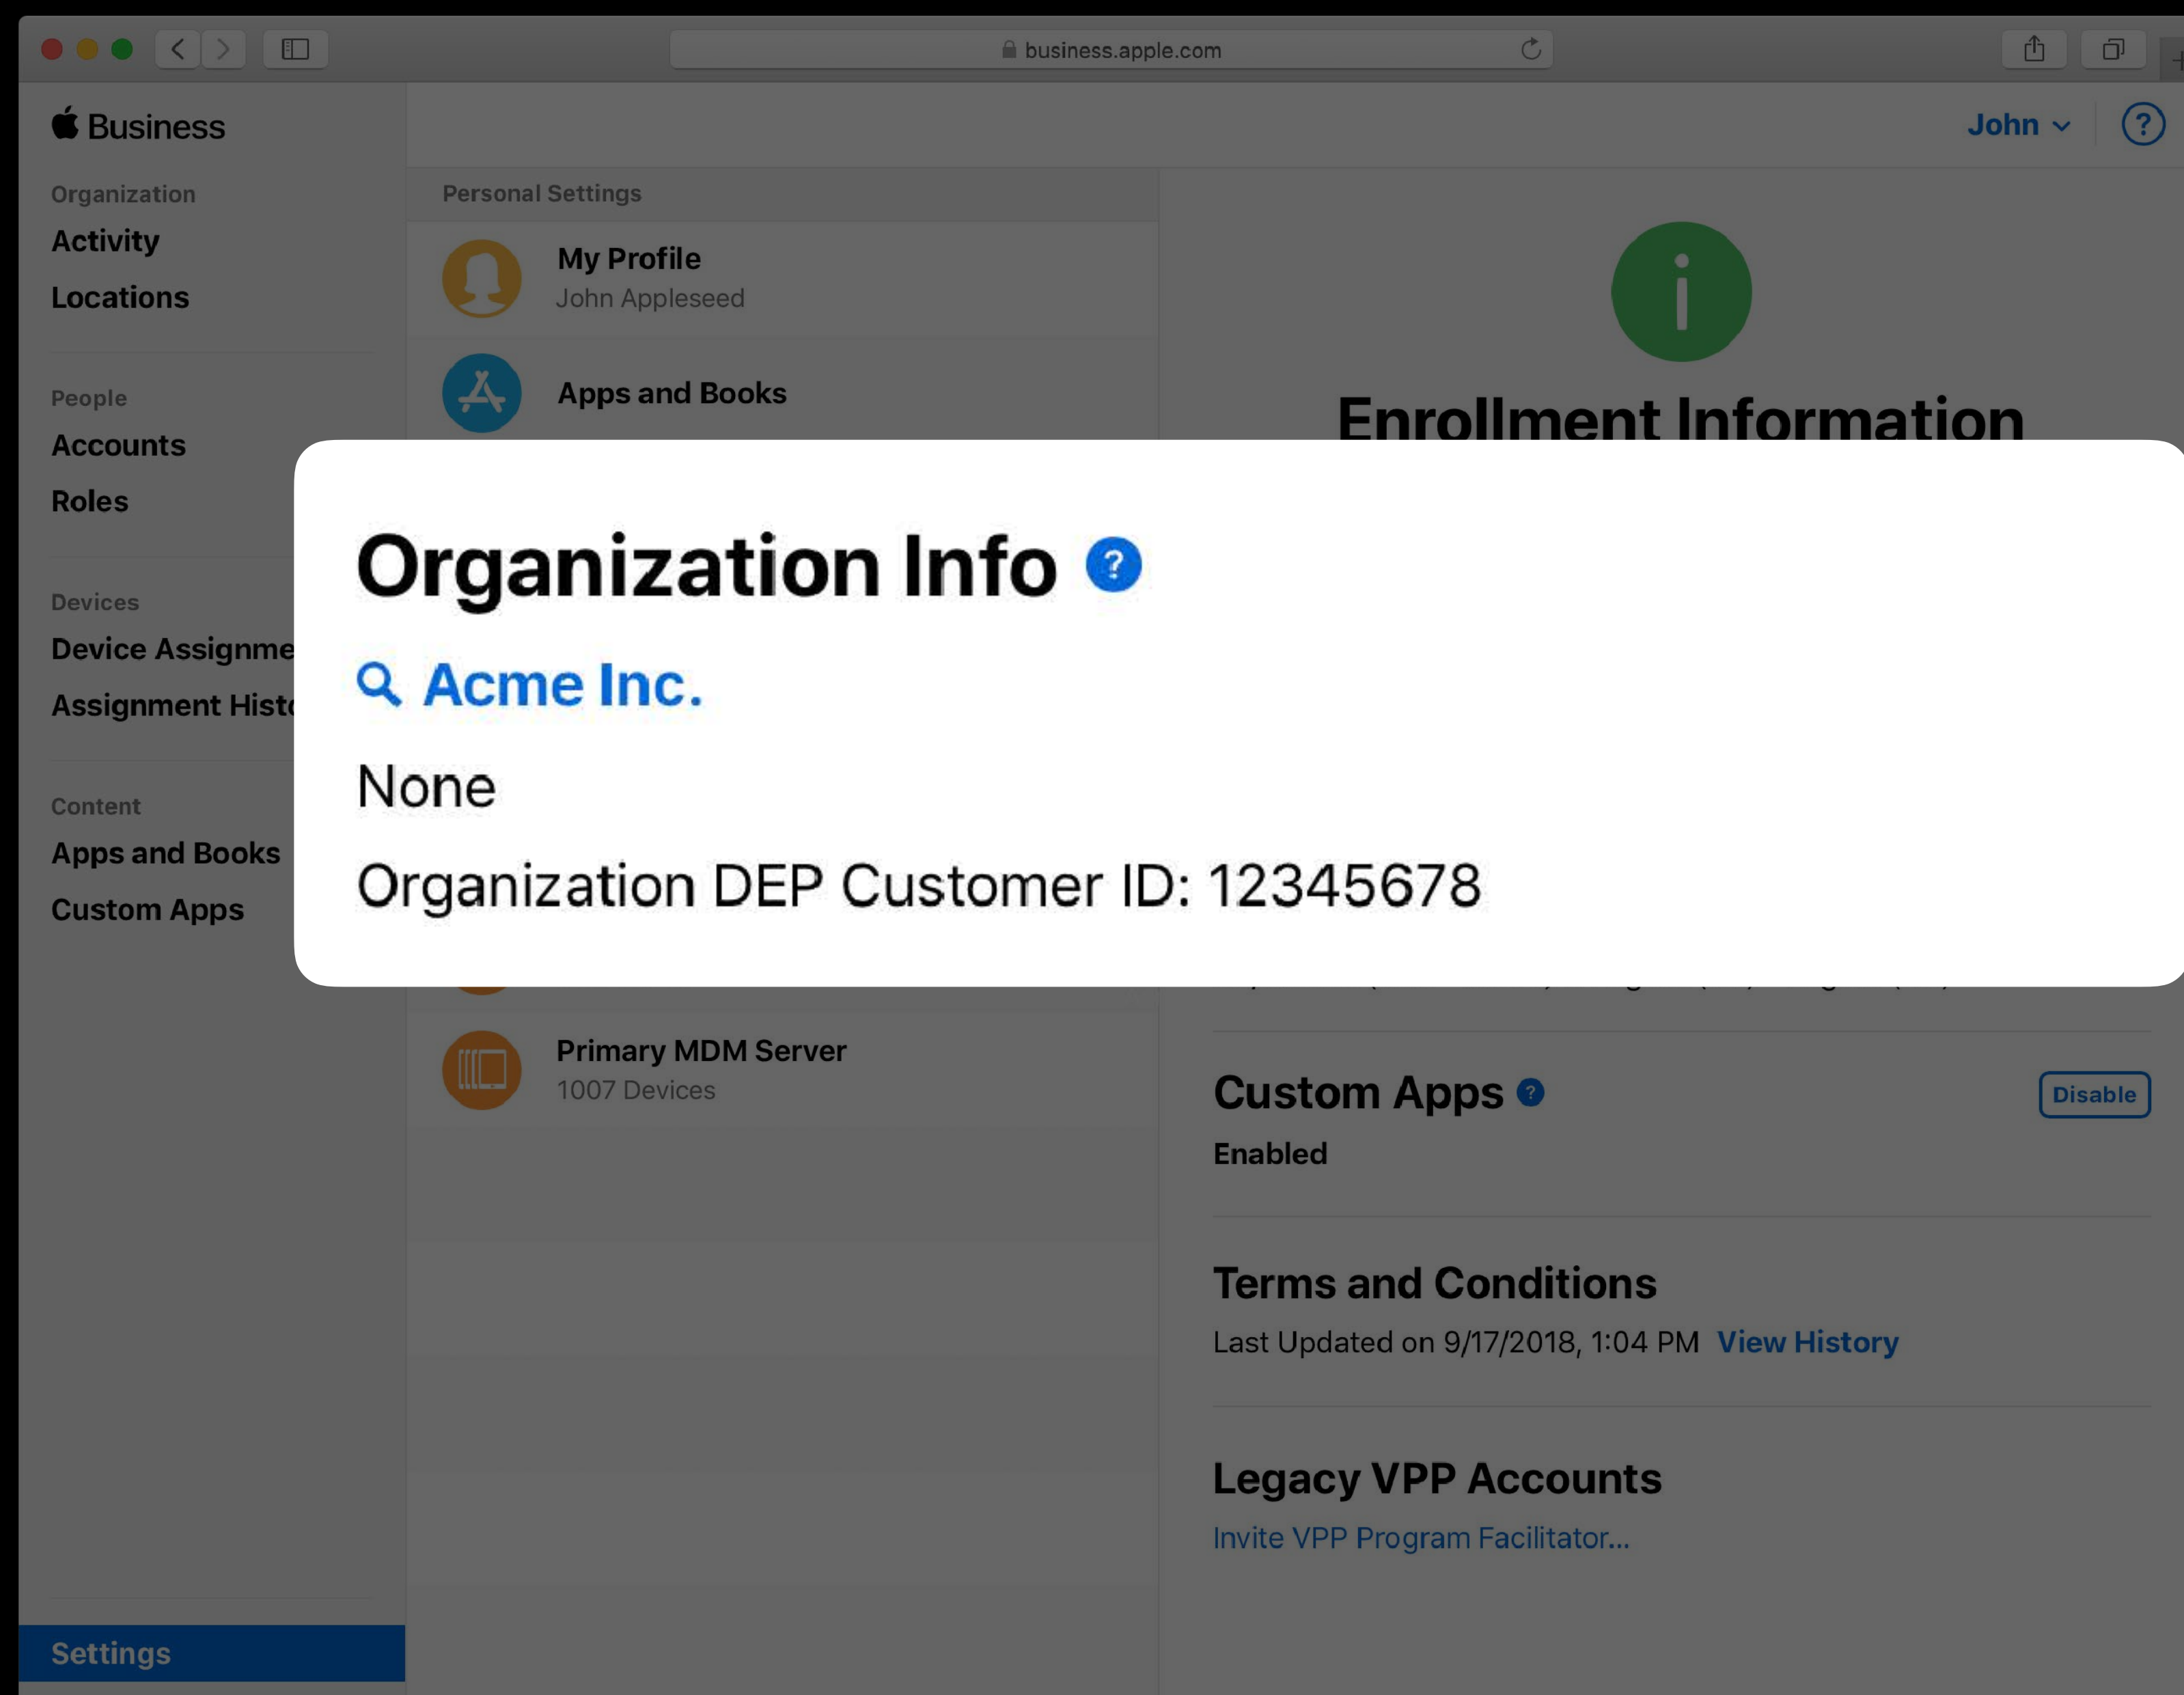 business.apple.com
Business
John
Organization
Activity
Locations
People
Accounts
Roles
Devices
Device Assignme
Assignment Histo
Content
Apps and Books
Custom Apps
Settings
Personal Settings
My Profile
John Appleseed
Apps and Books
Primary MDM Server
1007 Devices
Enrollment Information
Organization Info ?
Acme Inc.
None
Organization DEP Customer ID: 12345678
Custom Apps ?
Disable
Enabled
Terms and Conditions
Last Updated on 9/17/2018, 1:04 PM View History
Legacy VPP Accounts
Invite VPP Program Facilitator...